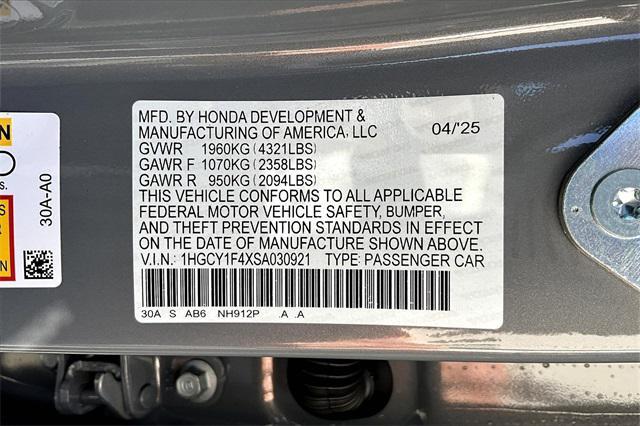 MFD. BY HONDA DEVELOPMENT &
MANUFACTURING OF AMERICA, LLC 04/'25
GVWR 1960KG (4321LBS)
GAWR F 1070KG (2358LBS)
GAWR R 950KG (2094LBS)
THIS VEHICLE CONFORMS TO ALL APPLICABLE
FEDERAL MOTOR VEHICLE SAFETY, BUMPER,
AND THEFT PREVENTION STANDARDS IN EFFECT
ON THE DATE OF MANUFACTURE SHOWN ABOVE.
V.I.N.: 1HGCY1F4XSA030921 TYPE: PASSENGER CAR
30A S AB6 NH912P .A .A
30A-A0